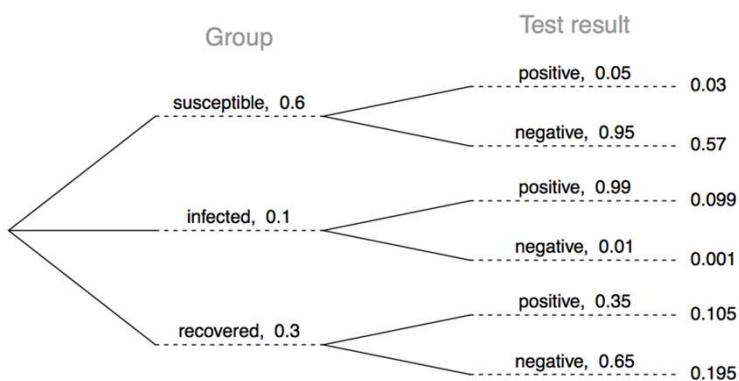 Group
Test result
susceptible, 0.6
positive, 0.05
0.03
negative, 0.95
0.57
infected, 0.1
positive, 0.99
0.099
negative, 0.01
0.001
recovered, 0.3
positive, 0.35
0.105
negative, 0.65
0.195